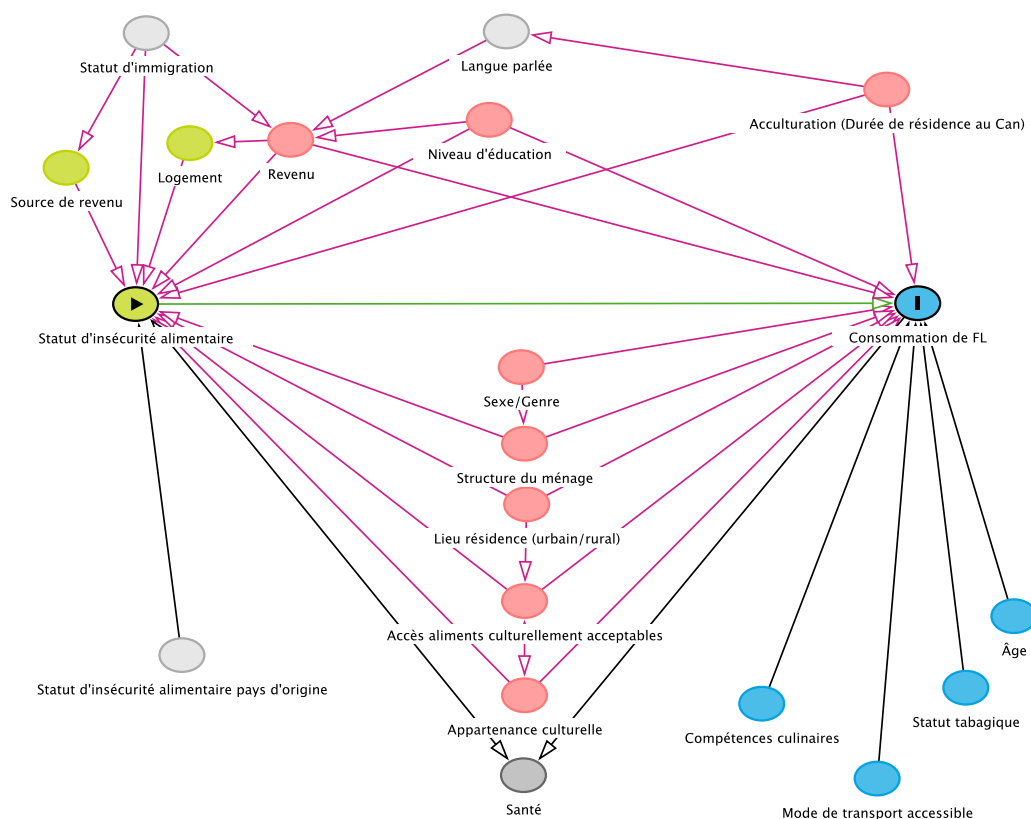 Statut d'immigration
Langue parlée
Acculturation (Durée de résidence au Can)
Niveau d'éducation
Logement
Revenu
Source de revenu
Statut d'insécurité alimentaire
Consommation de FL
Sexe/Genre
Structure du ménage
Lieu résidence (urbain/rural)
Accès aliments culturellement acceptables
Âge
Statut d'insécurité alimentaire pays d'origine
Appartenance culturelle
Statut tabagique
Compétences culinaires
Santé
Mode de transport accessible